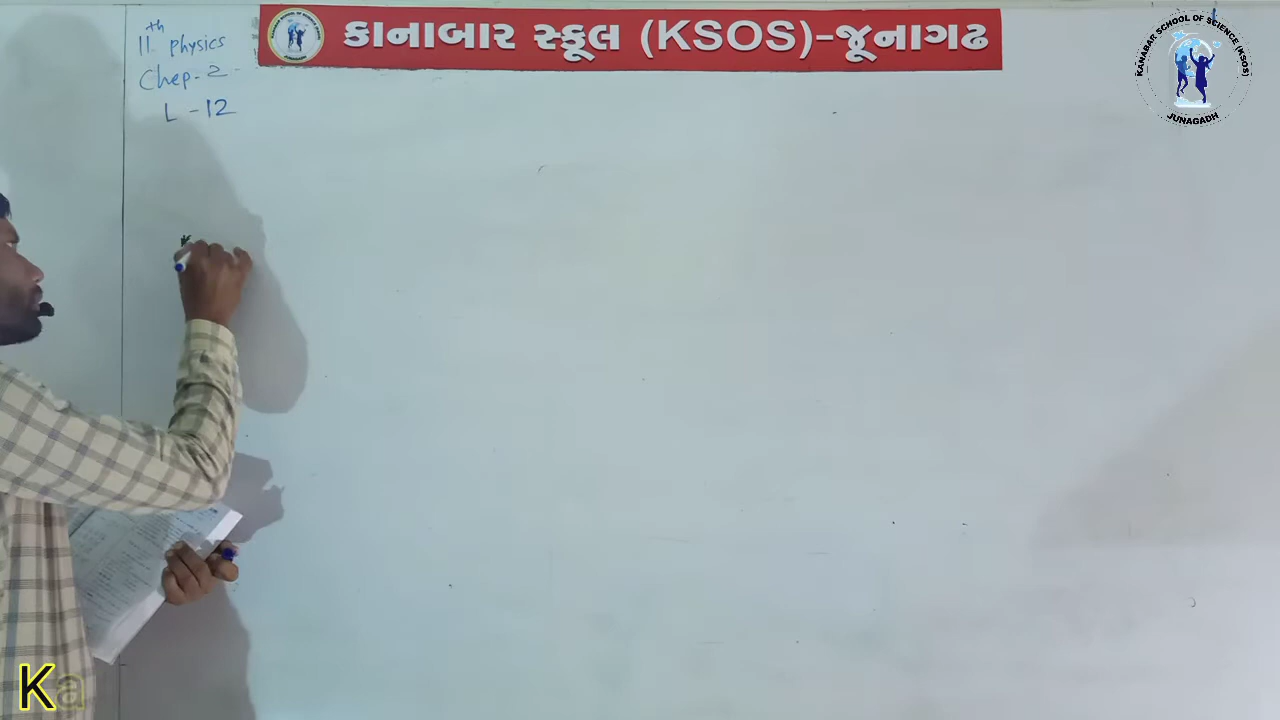 11th physics
Chep-2
L-12
કાનાબાર સ્કૂલ (KSOS)-જૂનાગઢ
KANABAR SCHOOL OF SCIENCE (KSOS)
JUNAGADH
Ka